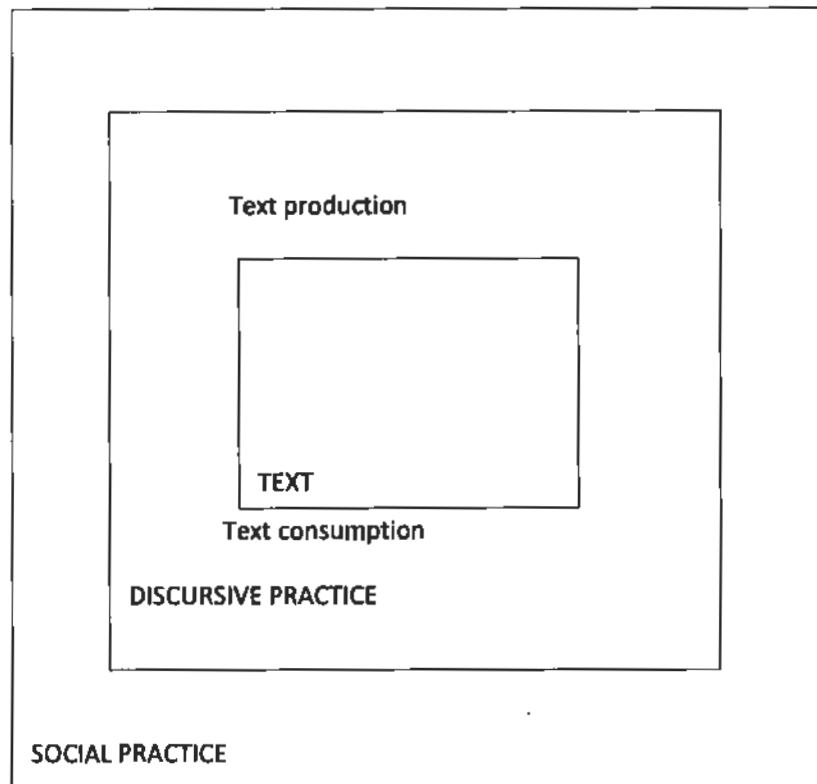 Text production
TEXT
Text consumption
DISCURSIVE PRACTICE
SOCIAL PRACTICE